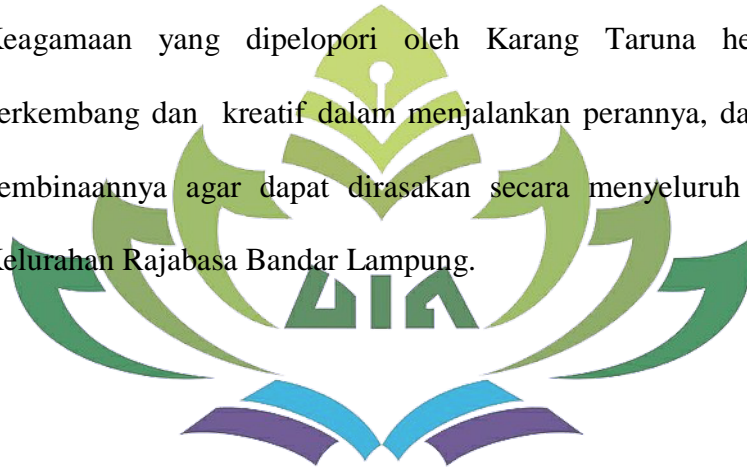 Keagamaan yang dipelopori oleh Karang Taruna he
erkembang dan kreatif dalam menjalankan perannya, da
embinaannya agar dapat dirasakan secara menyeluruh
Kelurahan Rajabasa Bandar Lampung.